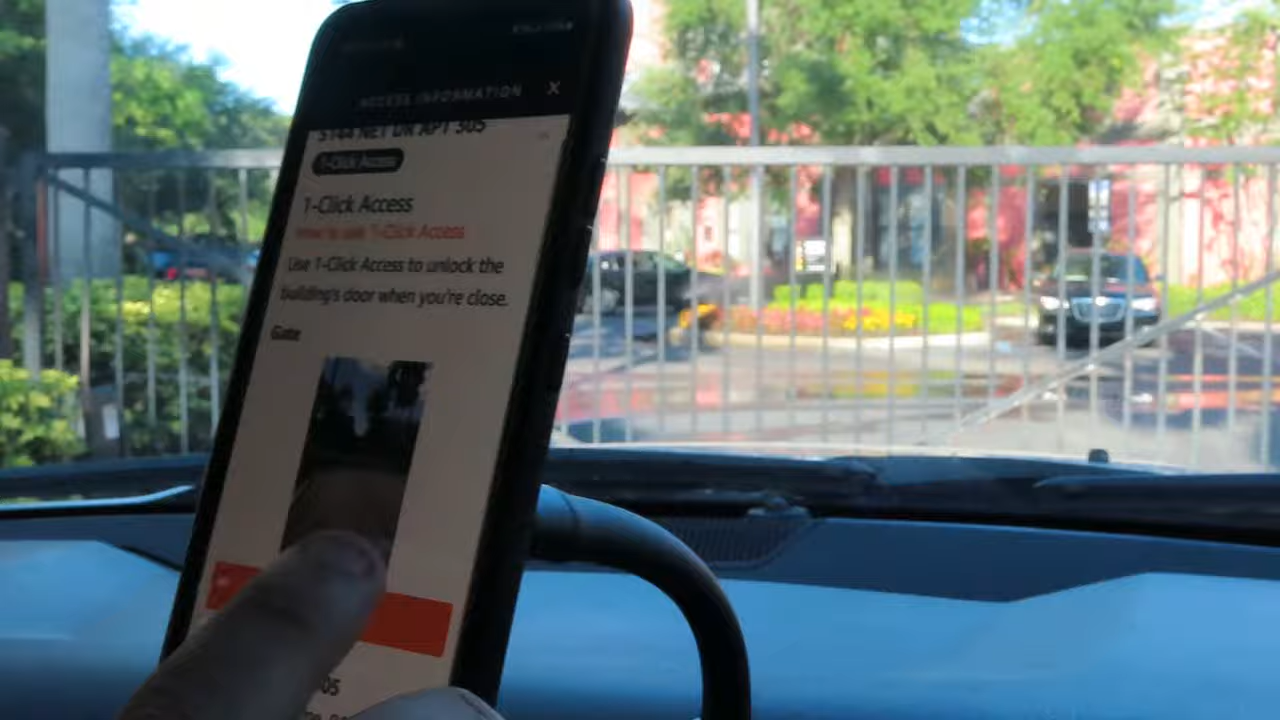 ACCESS INFORMATION X
5144 NET DR APT 305
1-Click Access
1-Click Access
How to use 1-Click Access
Use 1-Click Access to unlock the
building's door when you're close.
Gate
05